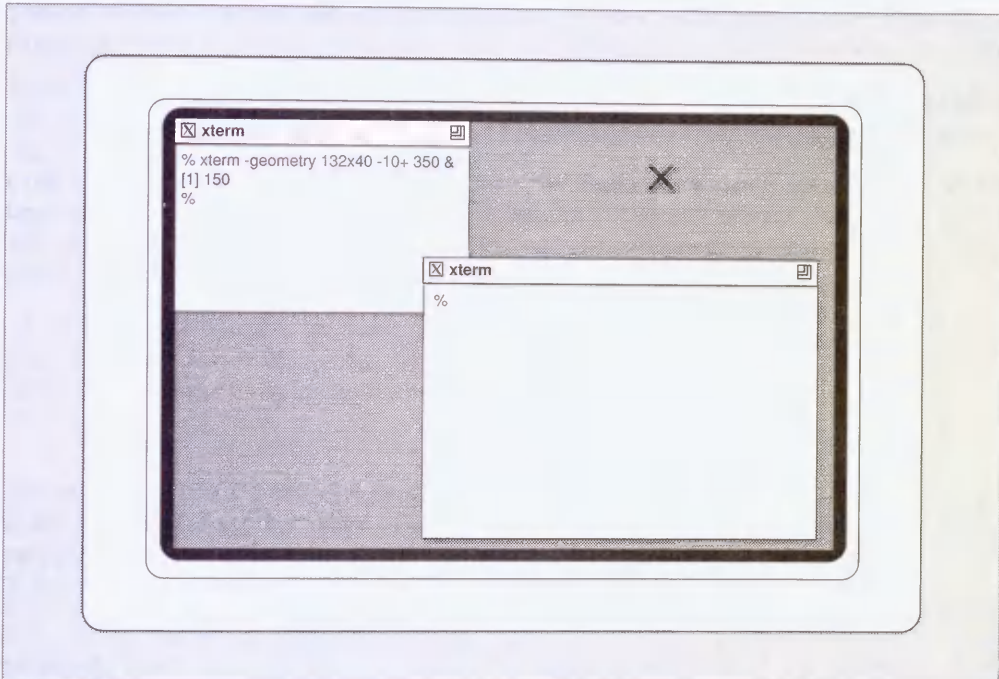 xterm
% xterm -geometry 132x40 -10+ 350 &
[1] 150
%
xterm
%